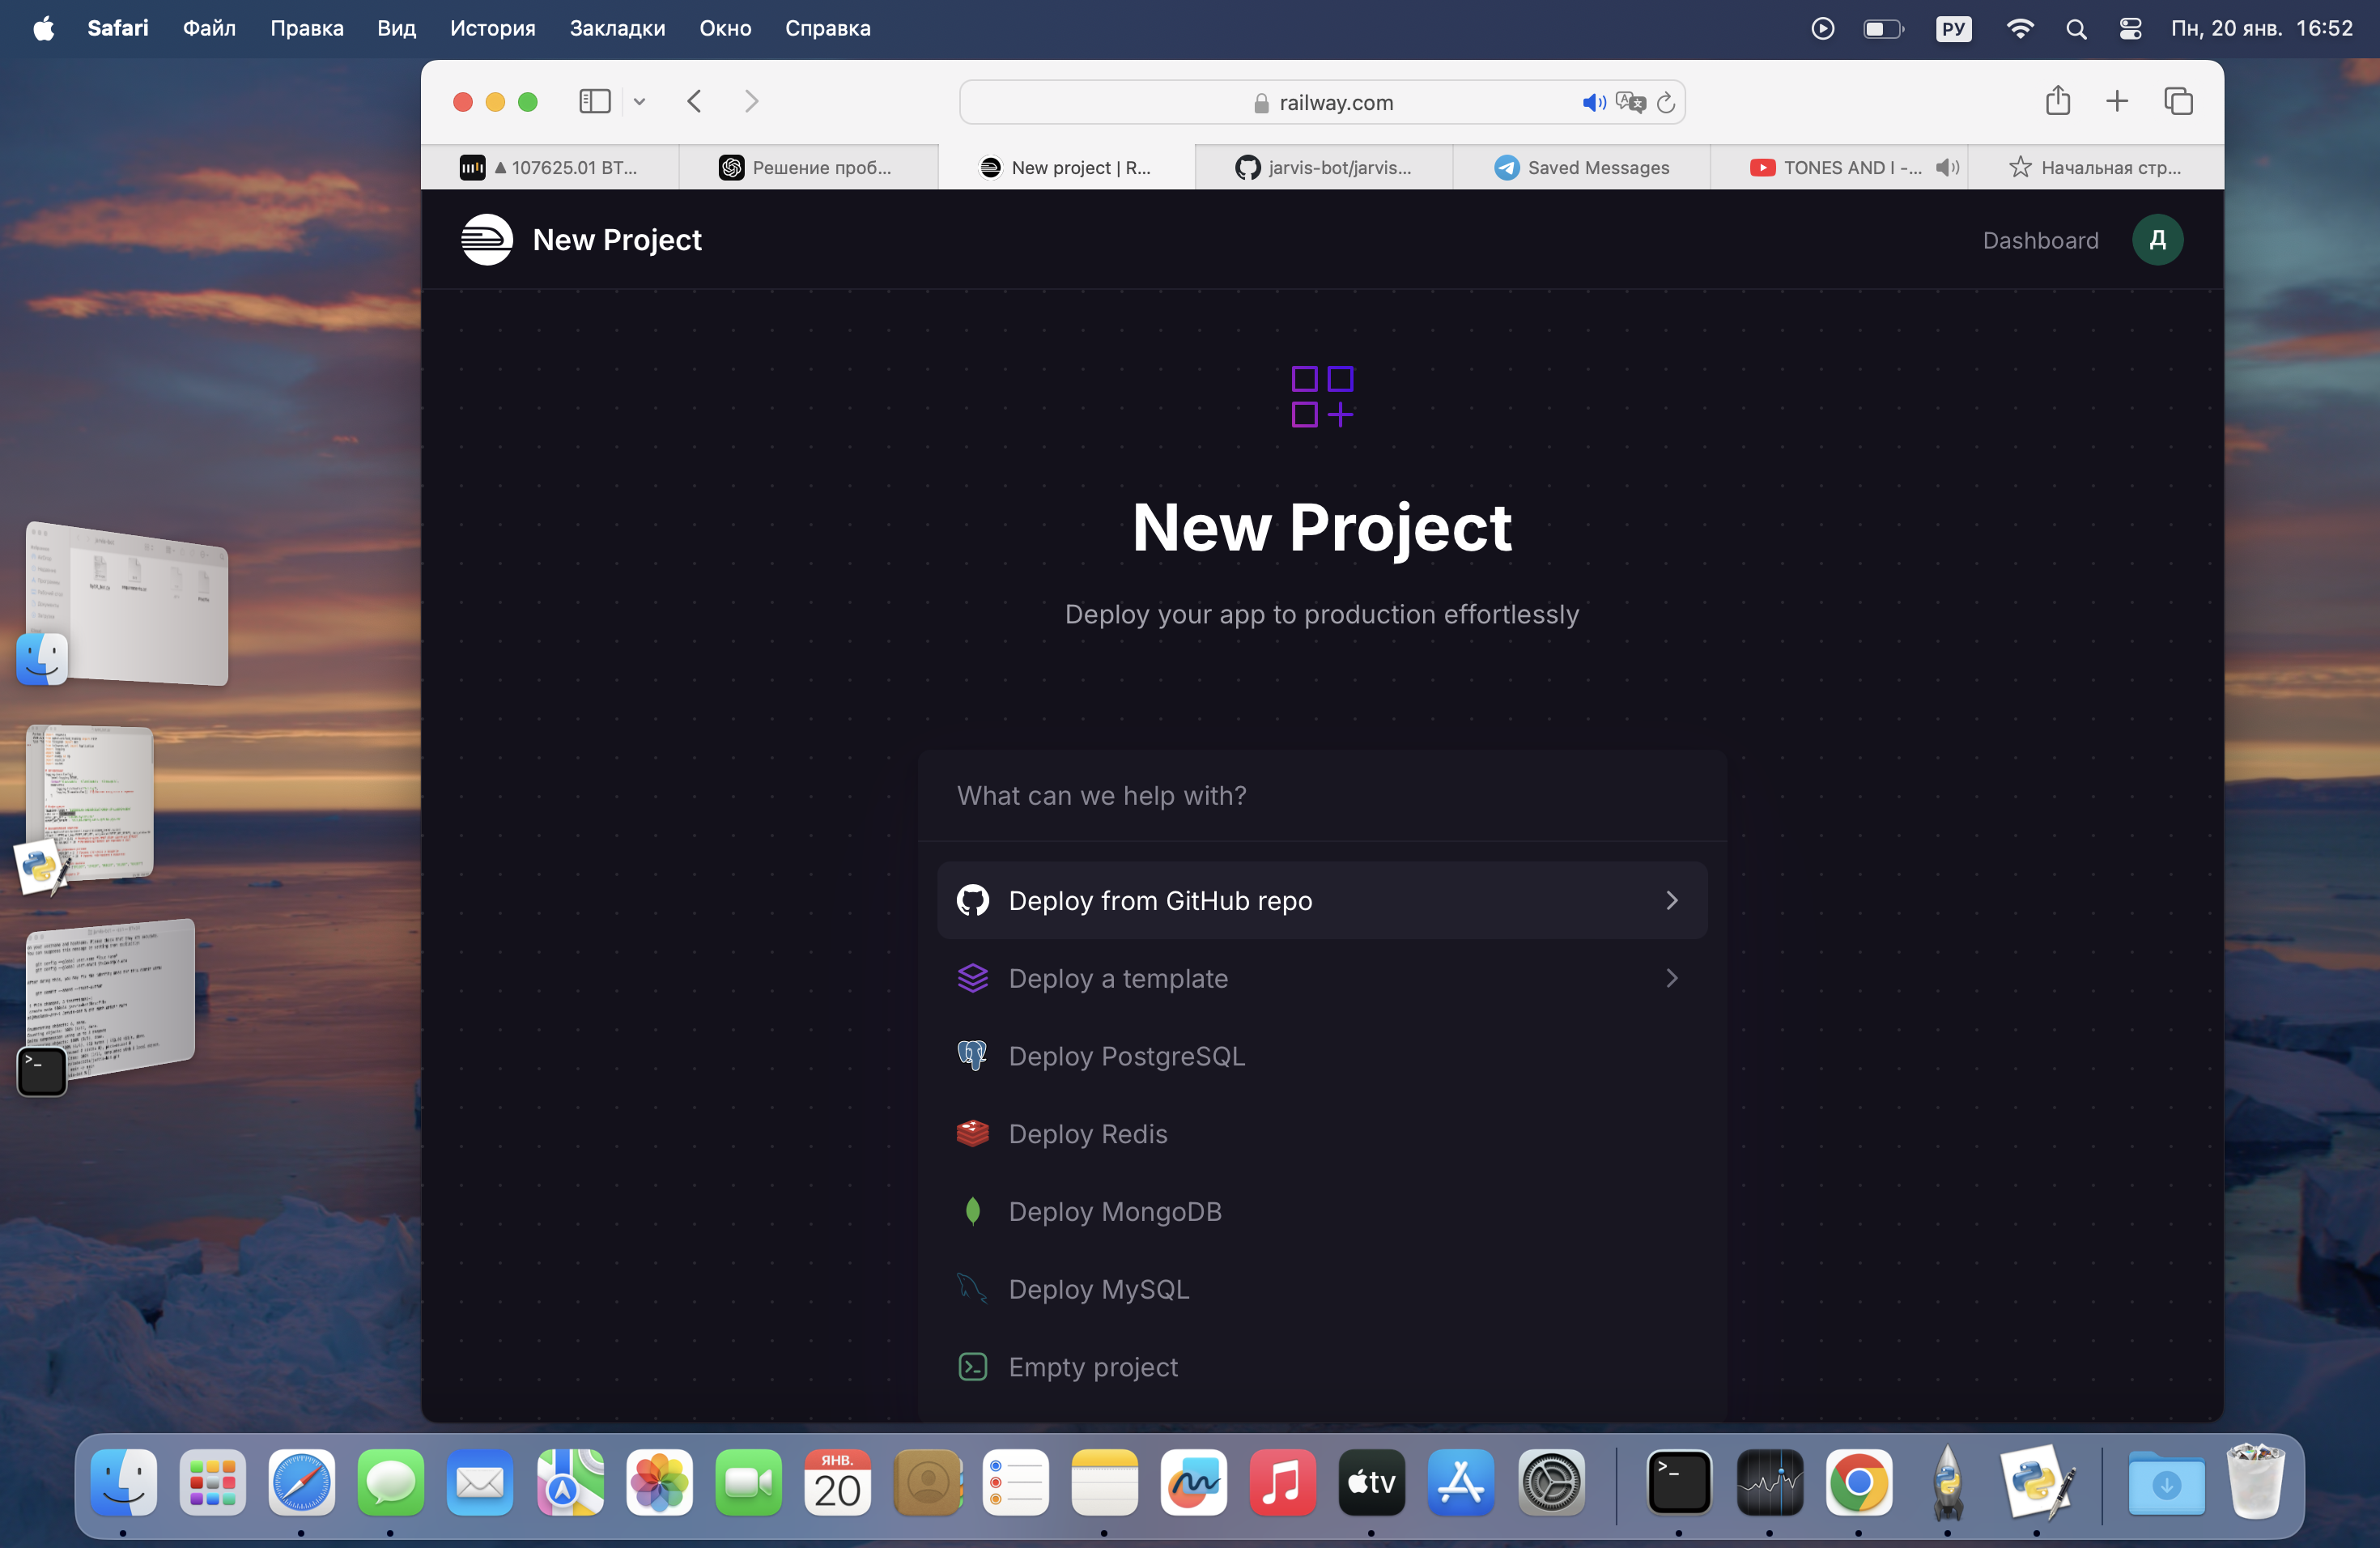 Safari Файл Правка Вид История Закладки Окно Справка РУ Пн, 20 янв. 16:52
railway.com
▲ 107625.01 BT... Решение проб... New project | R... jarvis-bot/jarvis... Saved Messages TONES AND I -... Начальная стр...
New Project Dashboard Д
New Project
Deploy your app to production effortlessly
What can we help with?
Deploy from GitHub repo
Deploy a template
Deploy PostgreSQL
Deploy Redis
Deploy MongoDB
Deploy MySQL
Empty project
ЯНВ.
20
tv